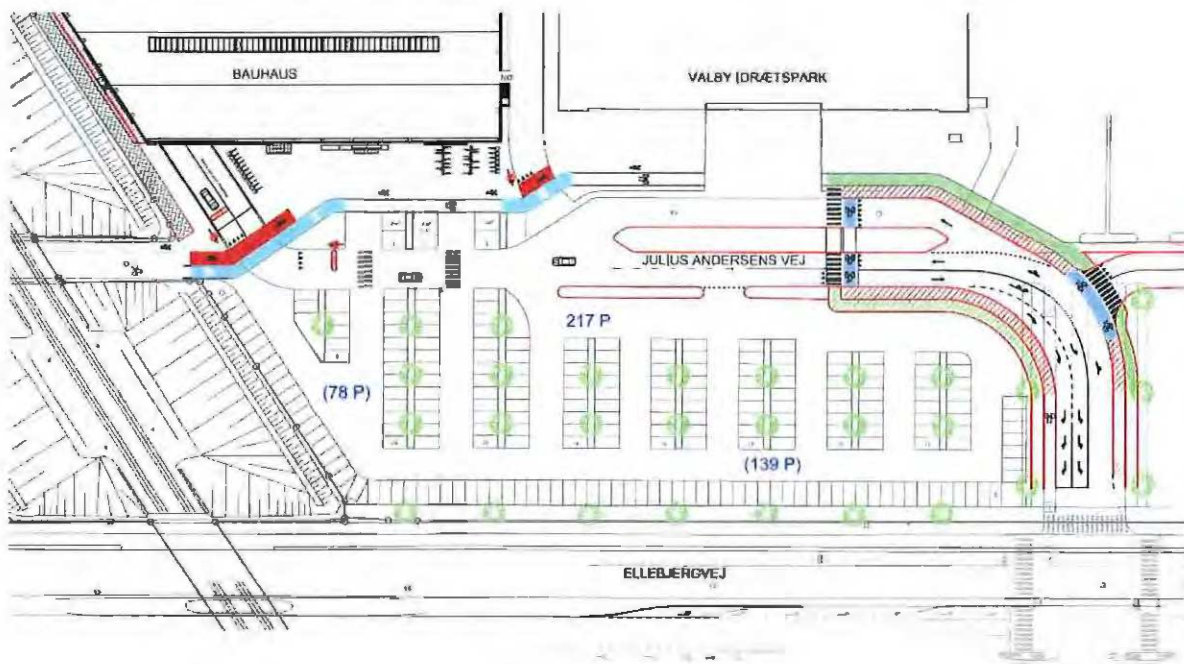 BAUHAUS
VALBY IDRÆTSPARK
JULIUS ANDERSENS VEJ
217 P
(78 P)
(139 P)
ELLEBJERGVEJ